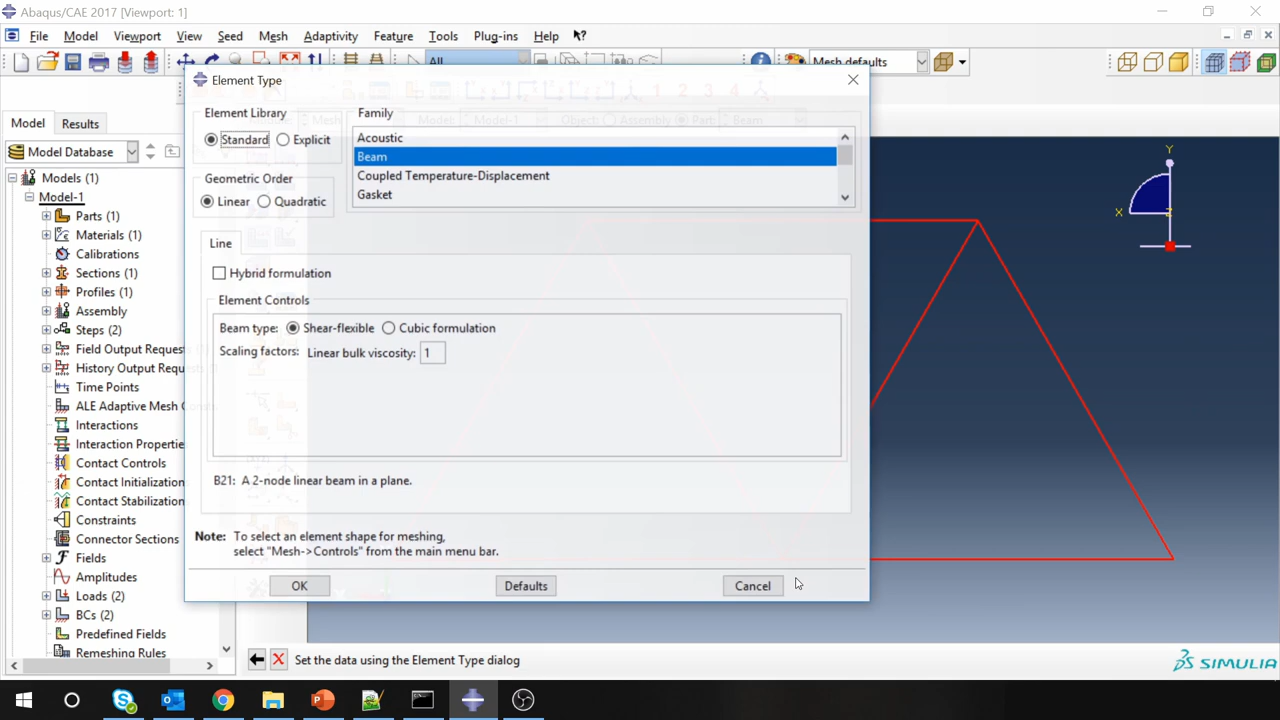 Abaqus/CAE 2017 [Viewport: 1]
File Model Viewport View Seed Mesh Adaptivity Feature Tools Plug-ins Help
All Mesh defaults
Element Type
Element Library
Standard Explicit
Geometric Order
Linear Quadratic
Family
Acoustic
Beam
Coupled Temperature-Displacement
Gasket
Line
Hybrid formulation
Element Controls
Beam type: Shear-flexible Cubic formulation
Scaling factors: Linear bulk viscosity: 1
B21: A 2-node linear beam in a plane.
Note: To select an element shape for meshing,
select "Mesh->Controls" from the main menu bar.
OK Defaults Cancel
Model Results
Model Database
Models (1)
Model-1
Parts (1)
Materials (1)
Calibrations
Sections (1)
Profiles (1)
Assembly
Steps (2)
Field Output Request
History Output Reque
Time Points
ALE Adaptive Mesh
Interactions
Interaction Propertie
Contact Controls
Contact Initialization
Contact Stabilization
Constraints
Connector Sections
Fields
Amplitudes
Loads (2)
BCs (2)
Predefined Fields
Remeshing Rules
Y
X
Z
Set the data using the Element Type dialog
SIMULIA